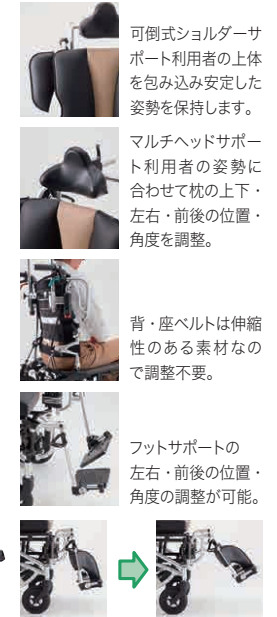 可倒式ショルダーサ
ポート利用者の上体
を包み込み安定した
姿勢を保持します。
マルチヘッドサポー
ト利用者の姿勢に
合わせて枕の上下・
左右・前後の位置・
角度を調整。
背・座ベルトは伸縮
性のある素材なの
で調整不要。
フットサポートの
左右・前後の位置・
角度の調整が可能。